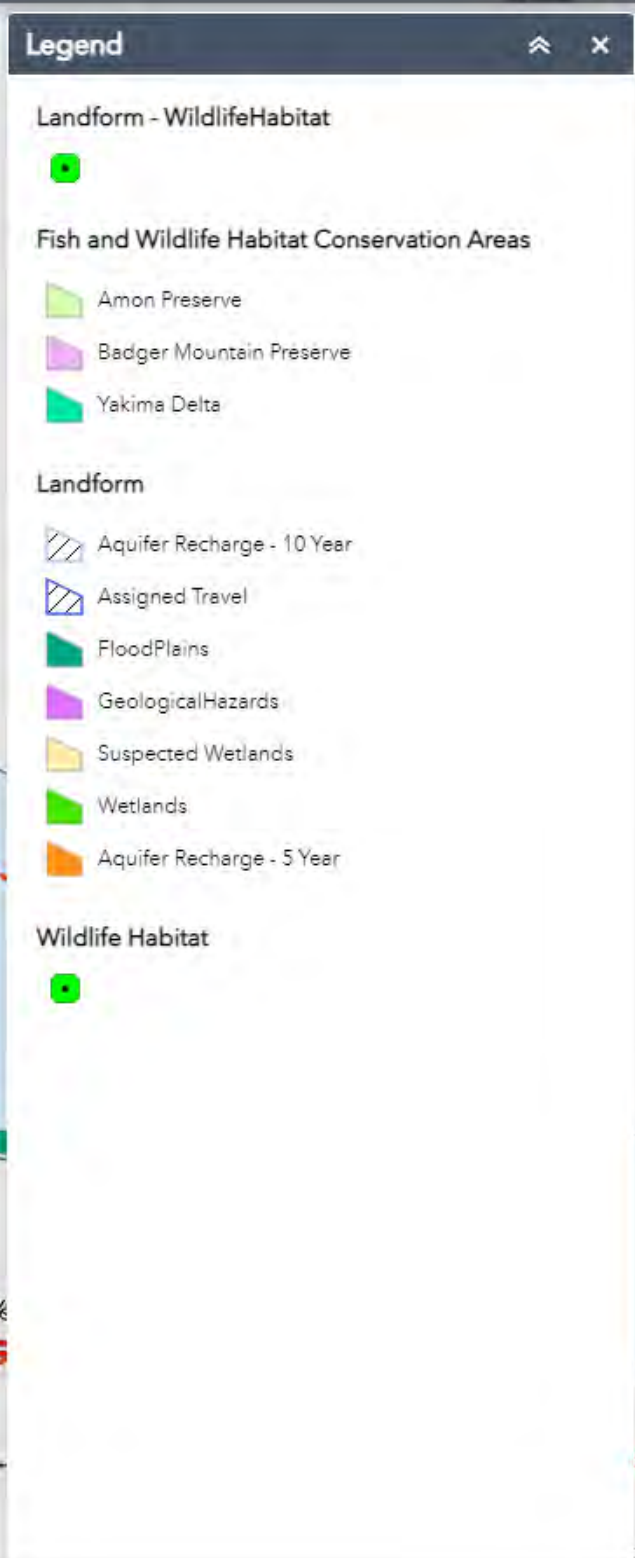 Legend
Landform - WildlifeHabitat
Fish and Wildlife Habitat Conservation Areas
Amon Preserve
Badger Mountain Preserve
Yakima Delta
Landform
Aquifer Recharge - 10 Year
Assigned Travel
FloodPlains
GeologicalHazards
Suspected Wetlands
Wetlands
Aquifer Recharge - 5 Year
Wildlife Habitat